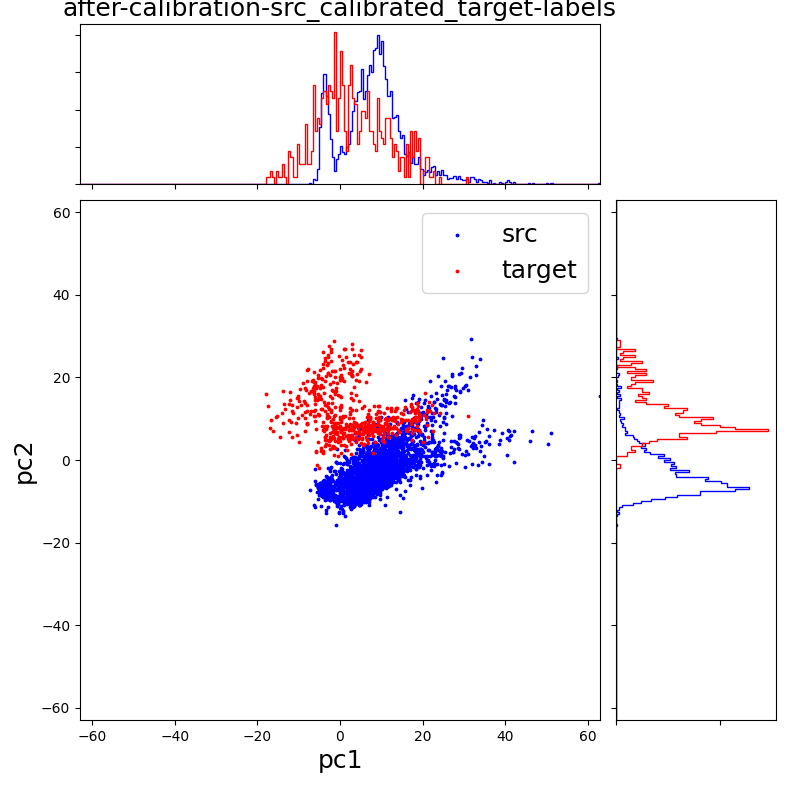 after-calibration-src_calibrated_target-labels
src
target
60
40
20
0
−20
−40
−60
pc2
−60 −40 −20 0 20 40 60
pc1